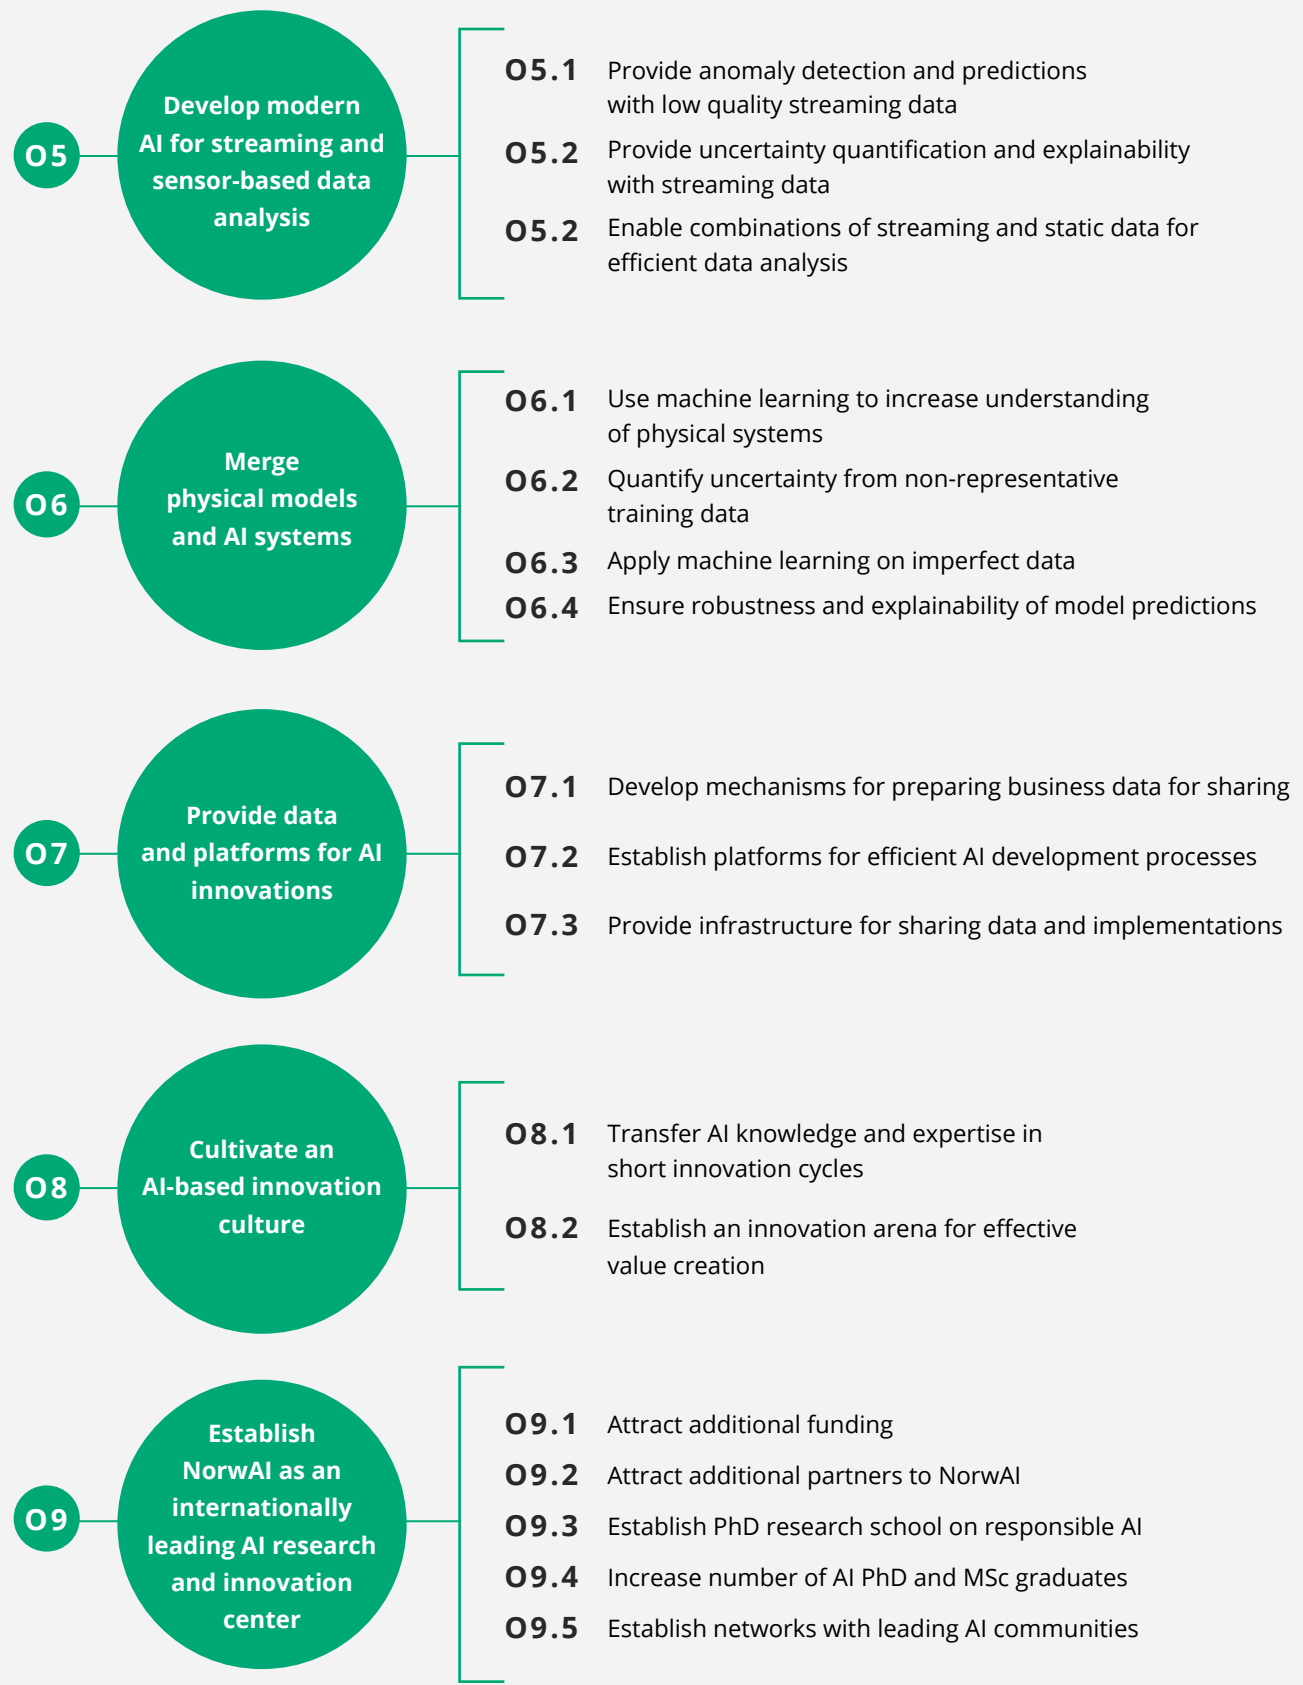 O5
Develop modern
AI for streaming and
sensor-based data
analysis
O5.1 Provide anomaly detection and predictions
with low quality streaming data
O5.2 Provide uncertainty quantification and explainability
with streaming data
O5.2 Enable combinations of streaming and static data for
efficient data analysis
O6
Merge
physical models
and AI systems
O6.1 Use machine learning to increase understanding
of physical systems
O6.2 Quantify uncertainty from non-representative
training data
O6.3 Apply machine learning on imperfect data
O6.4 Ensure robustness and explainability of model predictions
O7
Provide data
and platforms for AI
innovations
O7.1 Develop mechanisms for preparing business data for sharing
O7.2 Establish platforms for efficient AI development processes
O7.3 Provide infrastructure for sharing data and implementations
O8
Cultivate an
AI-based innovation
culture
O8.1 Transfer AI knowledge and expertise in
short innovation cycles
O8.2 Establish an innovation arena for effective
value creation
O9
Establish
NorwAI as an
internationally
leading AI research
and innovation
center
O9.1 Attract additional funding
O9.2 Attract additional partners to NorwAI
O9.3 Establish PhD research school on responsible AI
O9.4 Increase number of AI PhD and MSc graduates
O9.5 Establish networks with leading AI communities